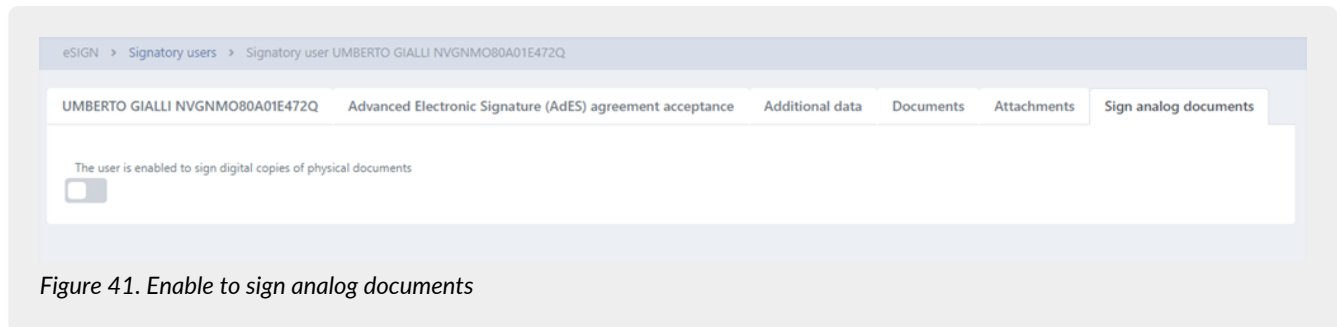 eSIGN > Signatory users > Signatory user UMBERTO GIALLI NVGNMO80A01E472Q
UMBERTO GIALLI NVGNMO80A01E472Q Advanced Electronic Signature (AdES) agreement acceptance Additional data Documents Attachments Sign analog documents
The user is enabled to sign digital copies of physical documents
Figure 41. Enable to sign analog documents